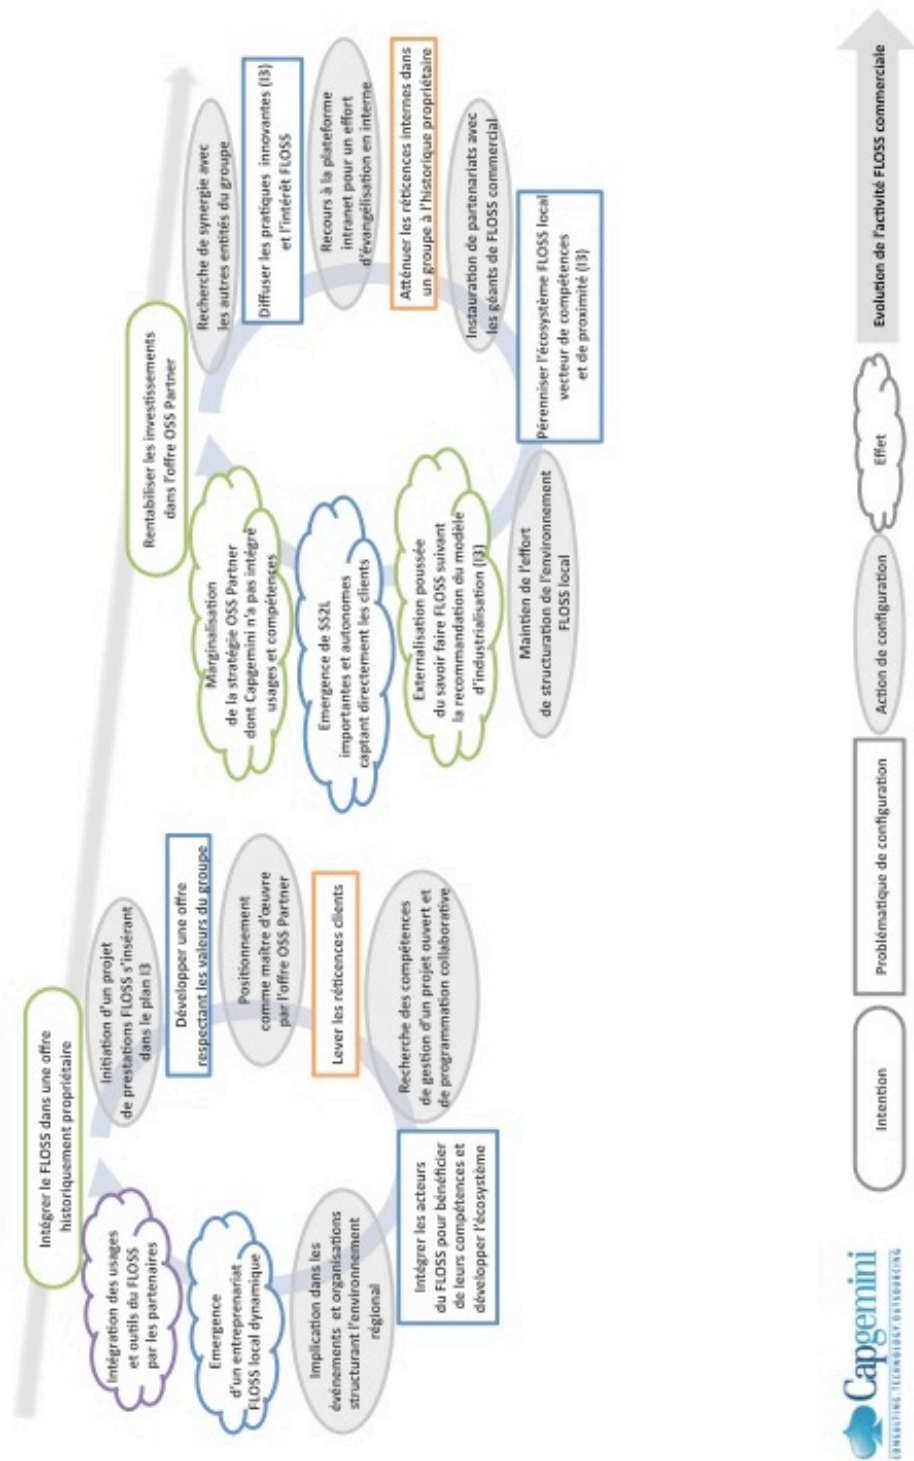 Intégrer le FLOSS dans une offre
historiquement propriétaire
Initiation d'un projet
de prestations FLOSS s'insérant
dans le plan I3
Développer une offre
respectant les valeurs du groupe
Positionnement
comme maître d'œuvre
par l'offre OSS Partner
Lever les réticences clients
Recherche des compétences
de gestion d'un projet ouvert et
de programmation collaborative
Intégrer les acteurs
du FLOSS pour bénéficier
de leurs compétences et
développer l'écosystème
Implication dans les
événements et organisations
structurant l'environnement
régional
Emergence
d'un entreprenariat
FLOSS local dynamique
Intégration des usages
et outils du FLOSS
par les partenaires
Rentabiliser les investissements
dans l'offre OSS Partner
Recherche de synergie avec
les autres entités du groupe
Diffuser les pratiques innovantes (I3)
et l'intérêt FLOSS
Recours à la plateforme
intranet pour un effort
d'évangélisation en interne
Atténuer les réticences internes dans
un groupe à l'historique propriétaire
Instauration de partenariats avec
les géants de FLOSS commercial
Pérenniser l'écosystème FLOSS local
vecteur de compétences
et de proximité (I3)
Maintien de l'effort
de structuration de l'environnement
FLOSS local
Externalisation poussée
du savoir faire FLOSS suivant
la recommandation du modèle
d'industrialisation (I3)
Emergence de SS2L
importantes et autonomes
captant directement les clients
Marginalisation
de la stratégie OSS Partner
dont Capgemini n'a pas intégré
usages et compétences
Capgemini
CONSULTING.TECHNOLOGY.OUTSOURCING
Intention
Problématique de configuration
Action de configuration
Effet
Evolution de l'activité FLOSS commerciale